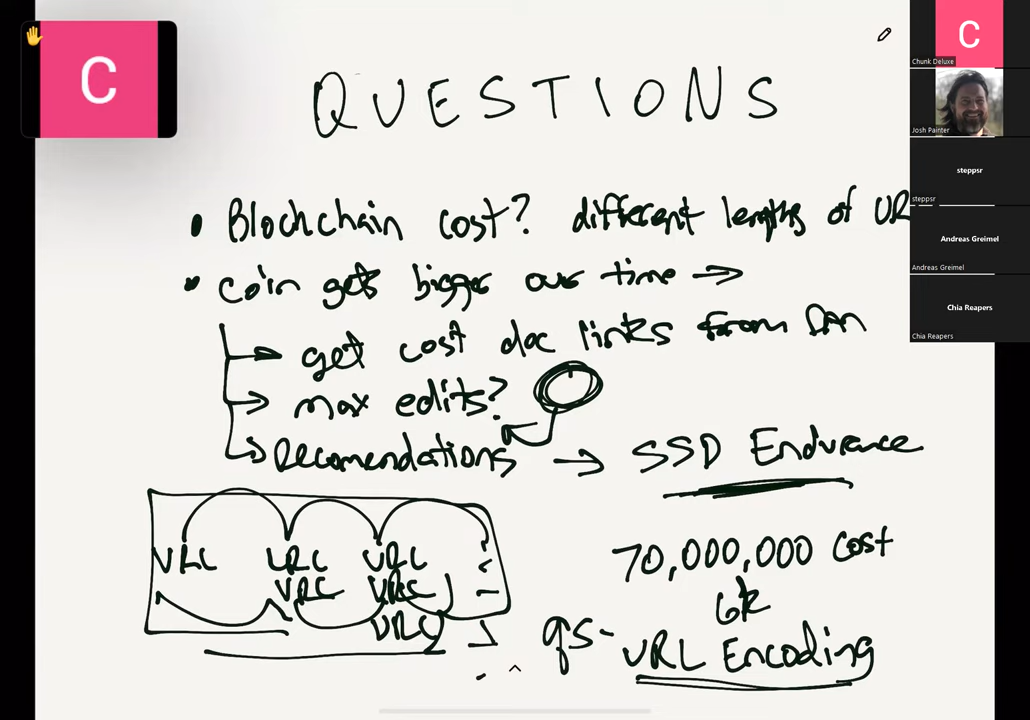 QUESTIONS
• Blockchain cost? different lengths of UR
• coin gets bigger over time →
get cost doc links from Dan
max edits?
Recomendations → SSD Endurance
URL URL URL
URL URL
URL
70,000,000 cost
6k
qs-
URL Encoding
C
C
Chunk Deluxe
Josh Painter
steppsr
steppsr
Andreas Greimel
Andreas Greimel
Chia Reapers
Chia Reapers